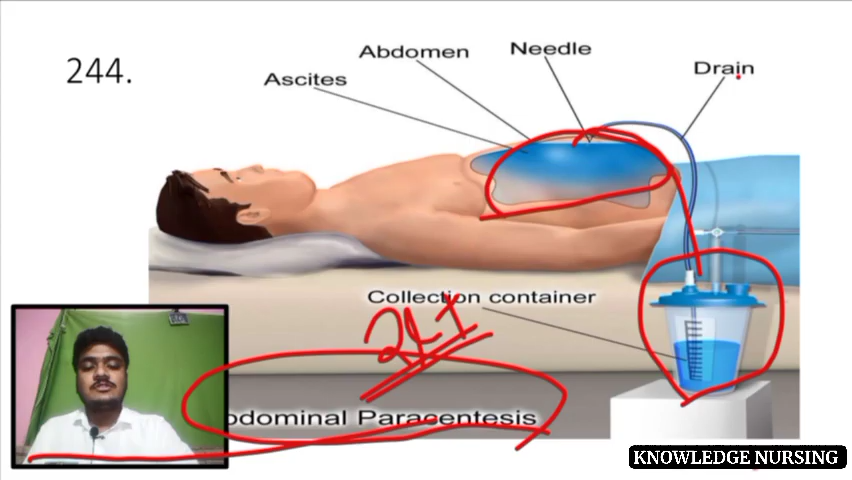 244.
Abdomen
Needle
Ascites
Drain
Collection container
odominal Paracentesis
KNOWLEDGE NURSING